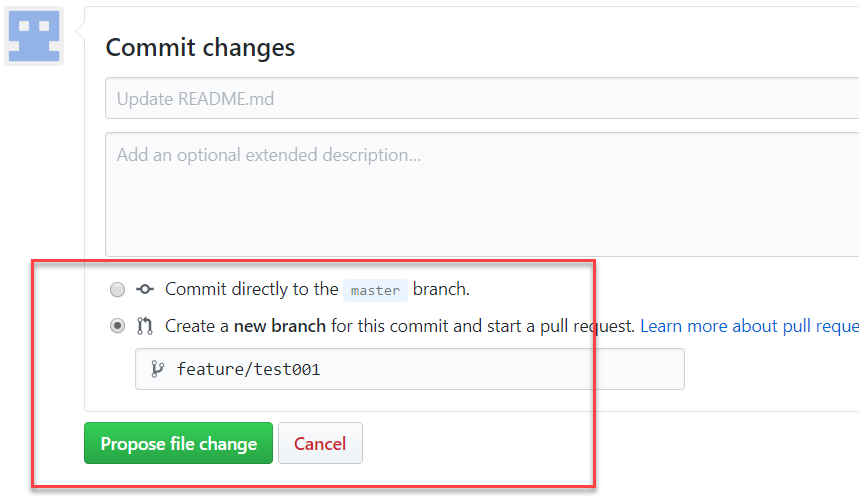 Commit changes
Update README.md
Add an optional extended description...
Commit directly to the master branch.
Create a new branch for this commit and start a pull request. Learn more about pull reque
feature/test001
Propose file change Cancel